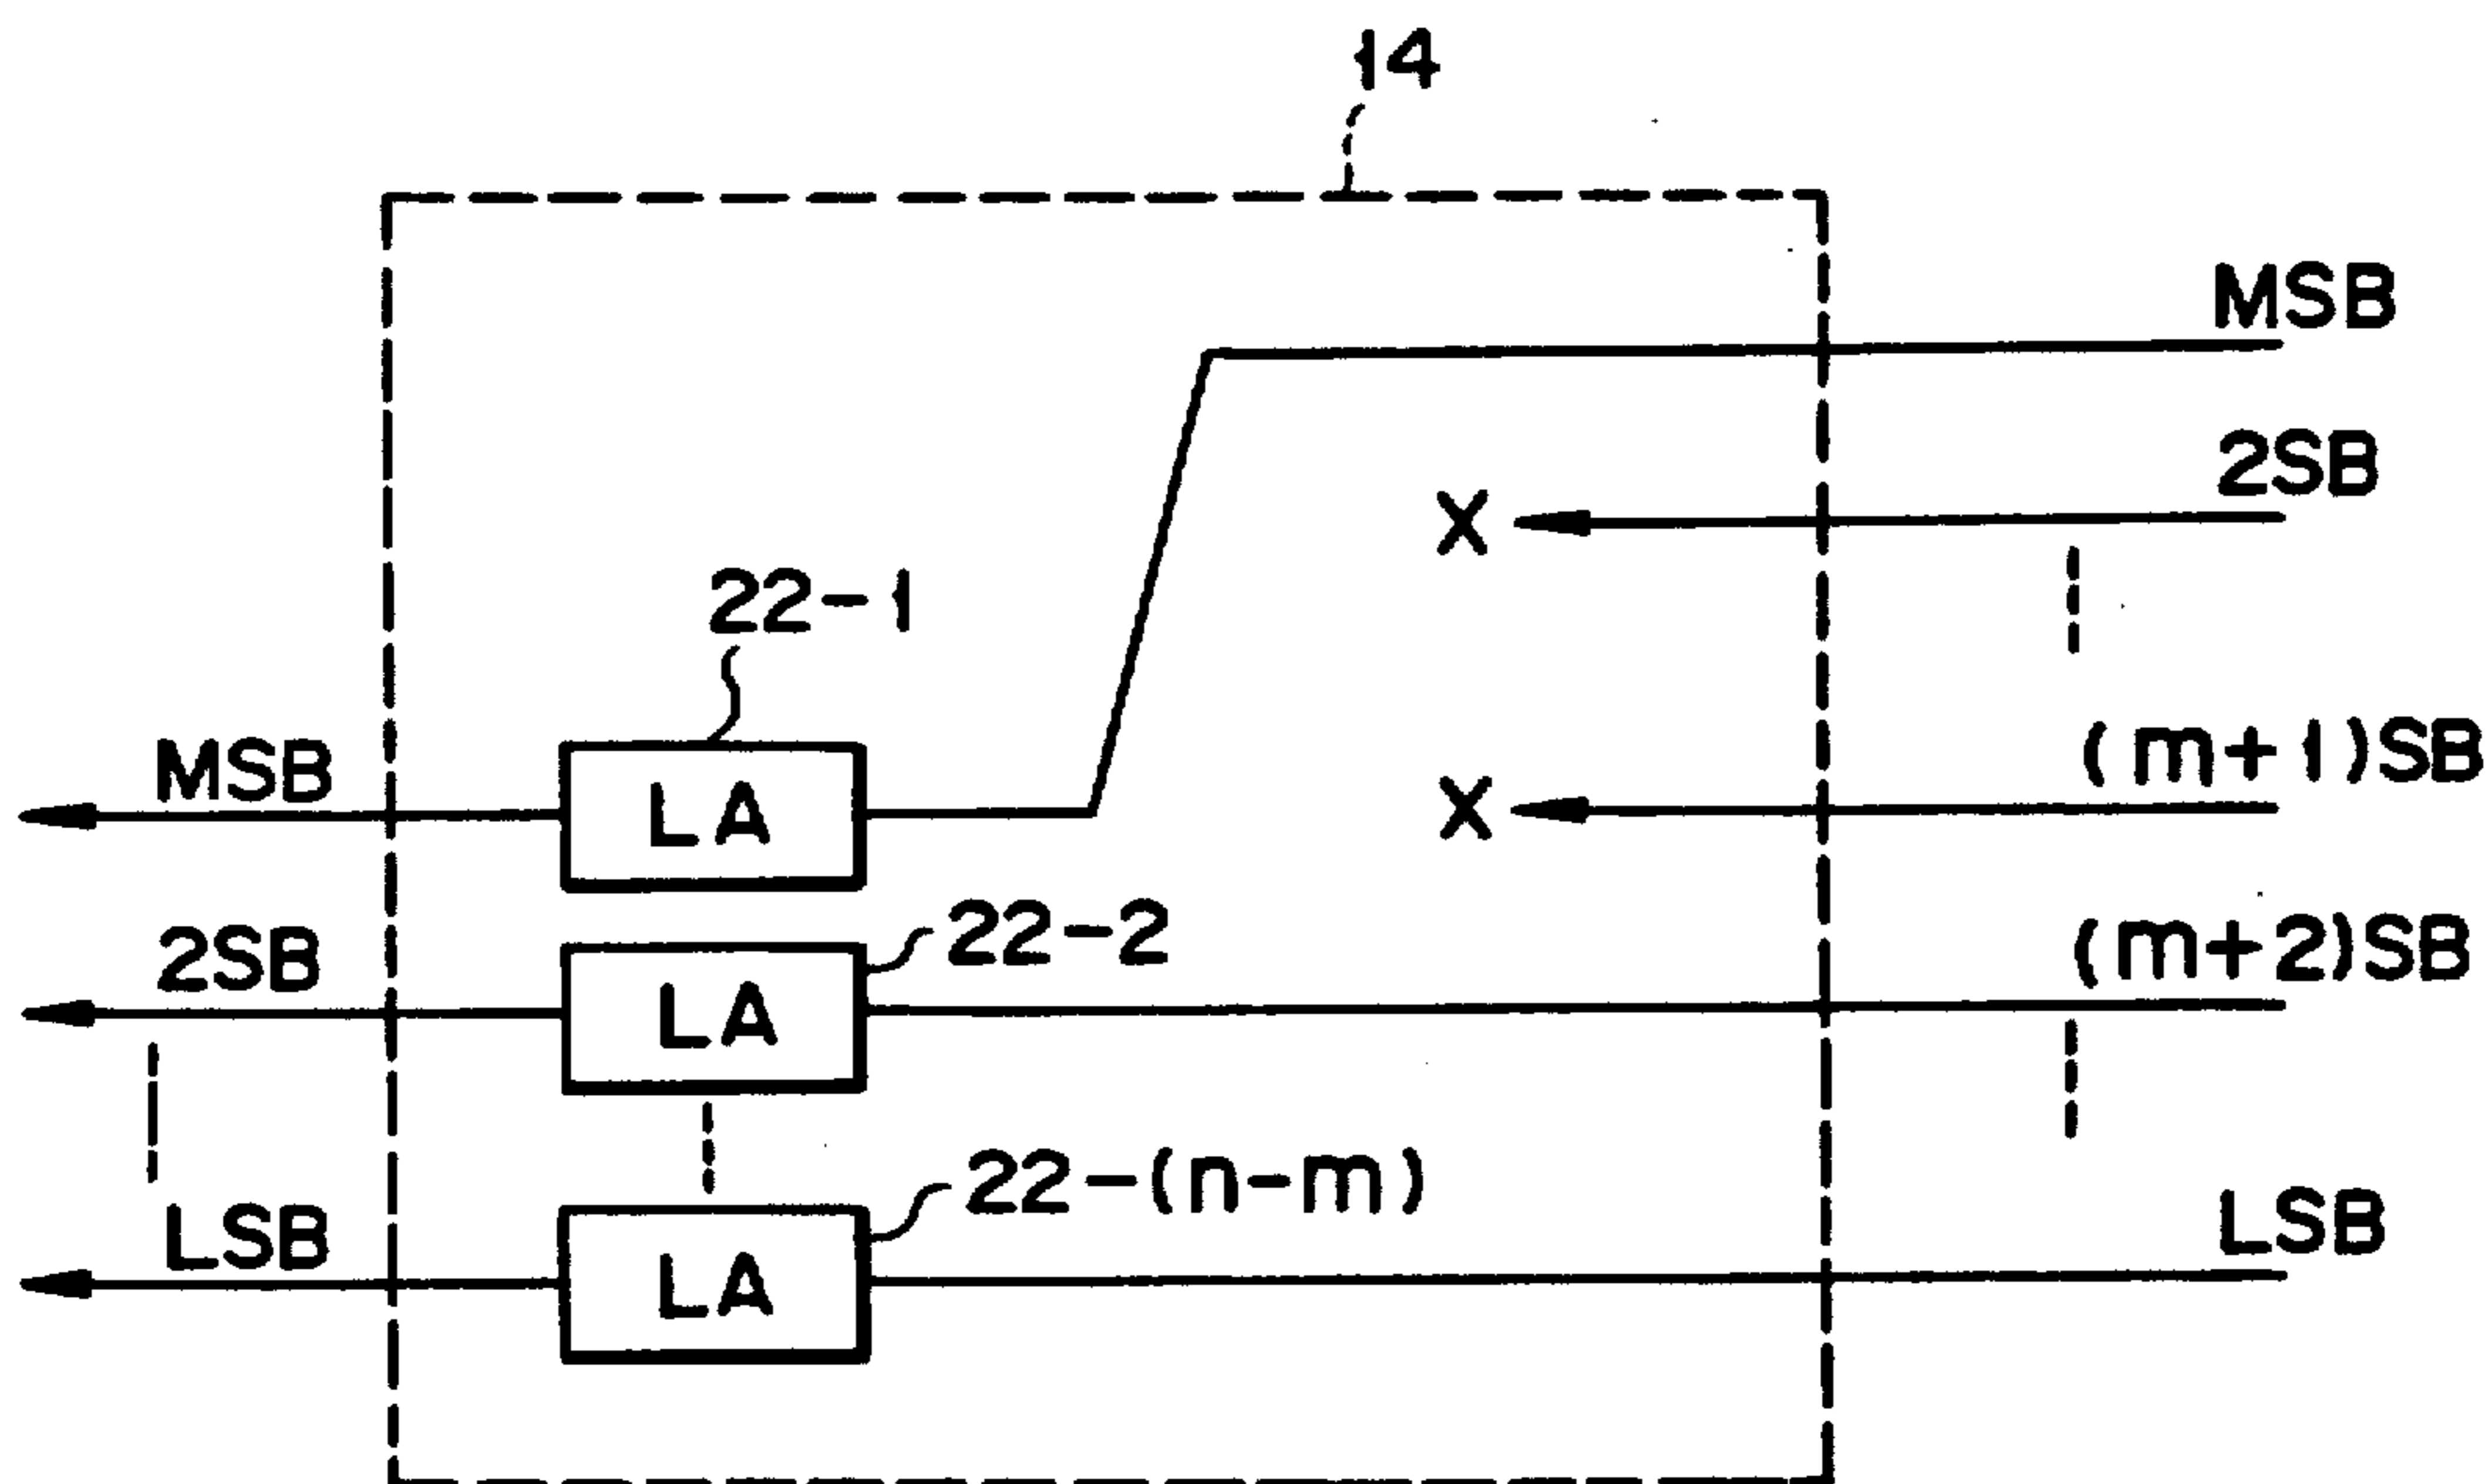 14
MSB
2SB
X
22-1
(m+1)SB
MSB
LA
X
22-2
(m+2)SB
2SB
LA
22-(n-m)
LSB
LSB
LA